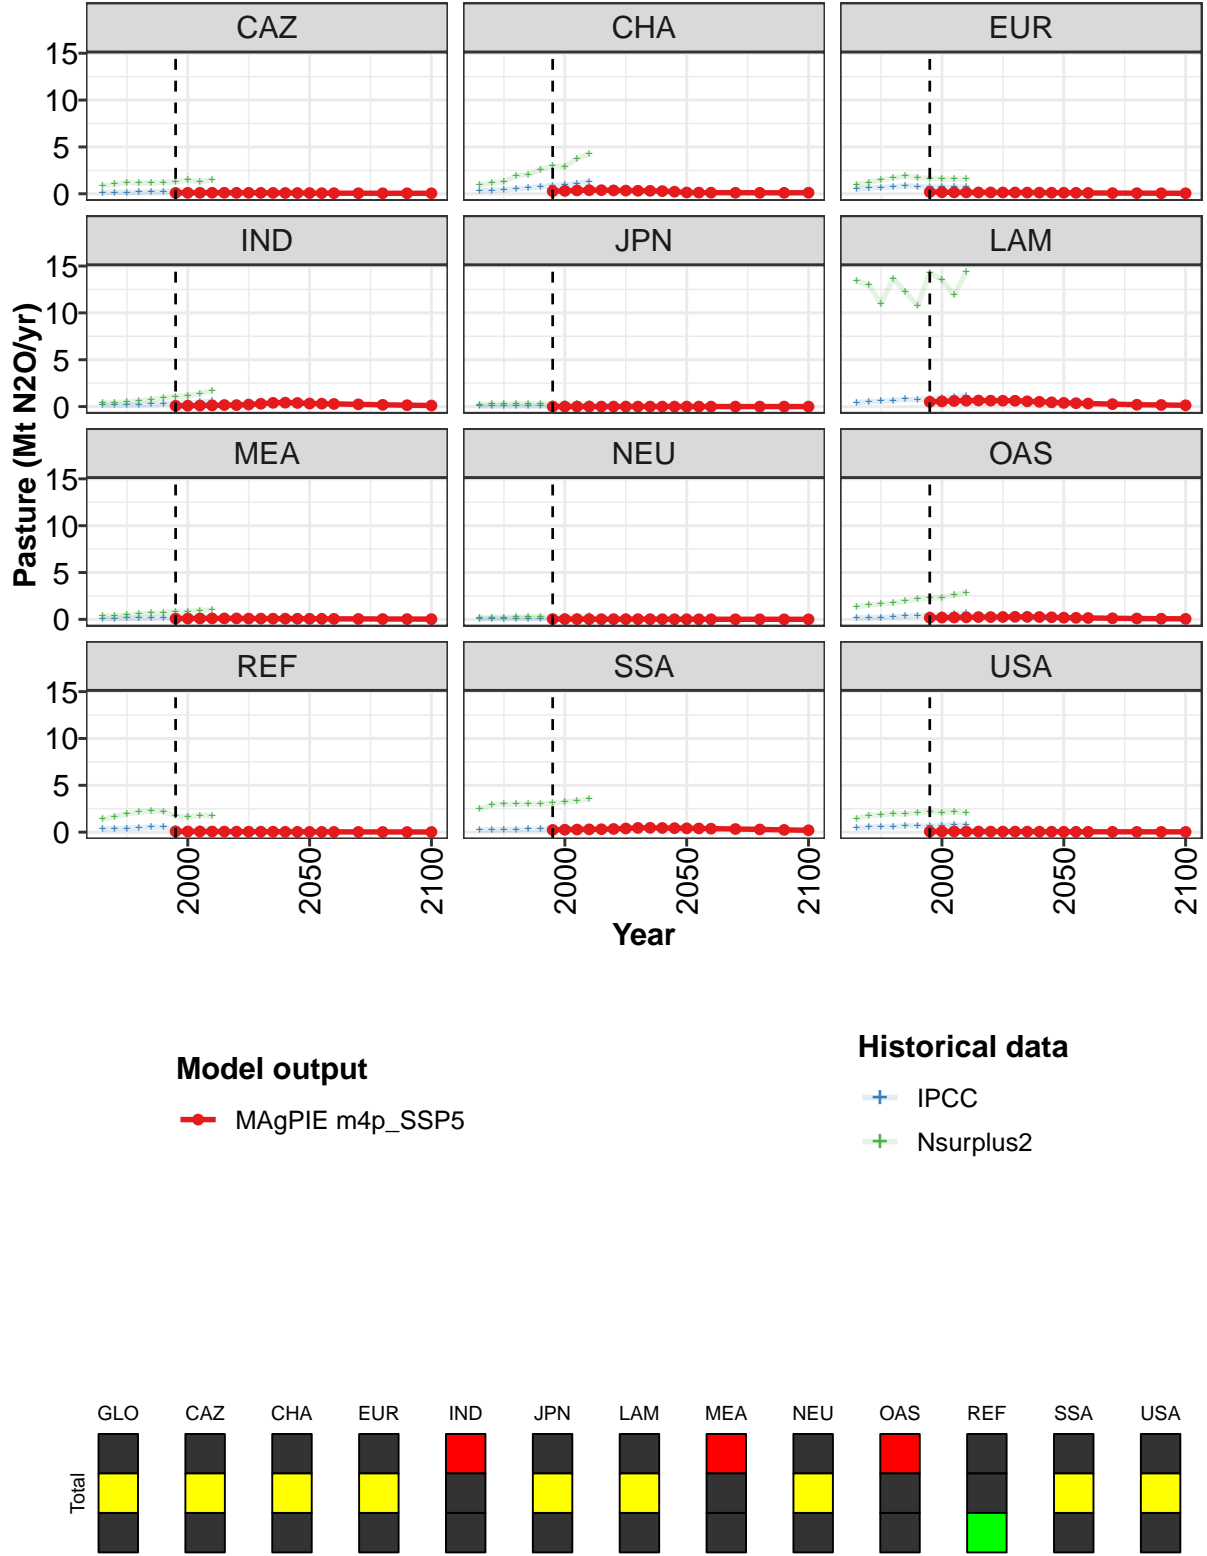 CAZ CHA EUR
15
10
5
0
IND JPN LAM
15
10
5
0
Pasture (Mt N2O/yr)
MEA NEU OAS
15
10
5
0
REF SSA USA
15
10
5
0
2000 2050 2100 2000 2050 2100 2000 2050 2100
Year
Model output
MAgPIE m4p_SSP5
Historical data
IPCC
Nsurplus2
GLO CAZ CHA EUR IND JPN LAM MEA NEU OAS REF SSA USA
Total